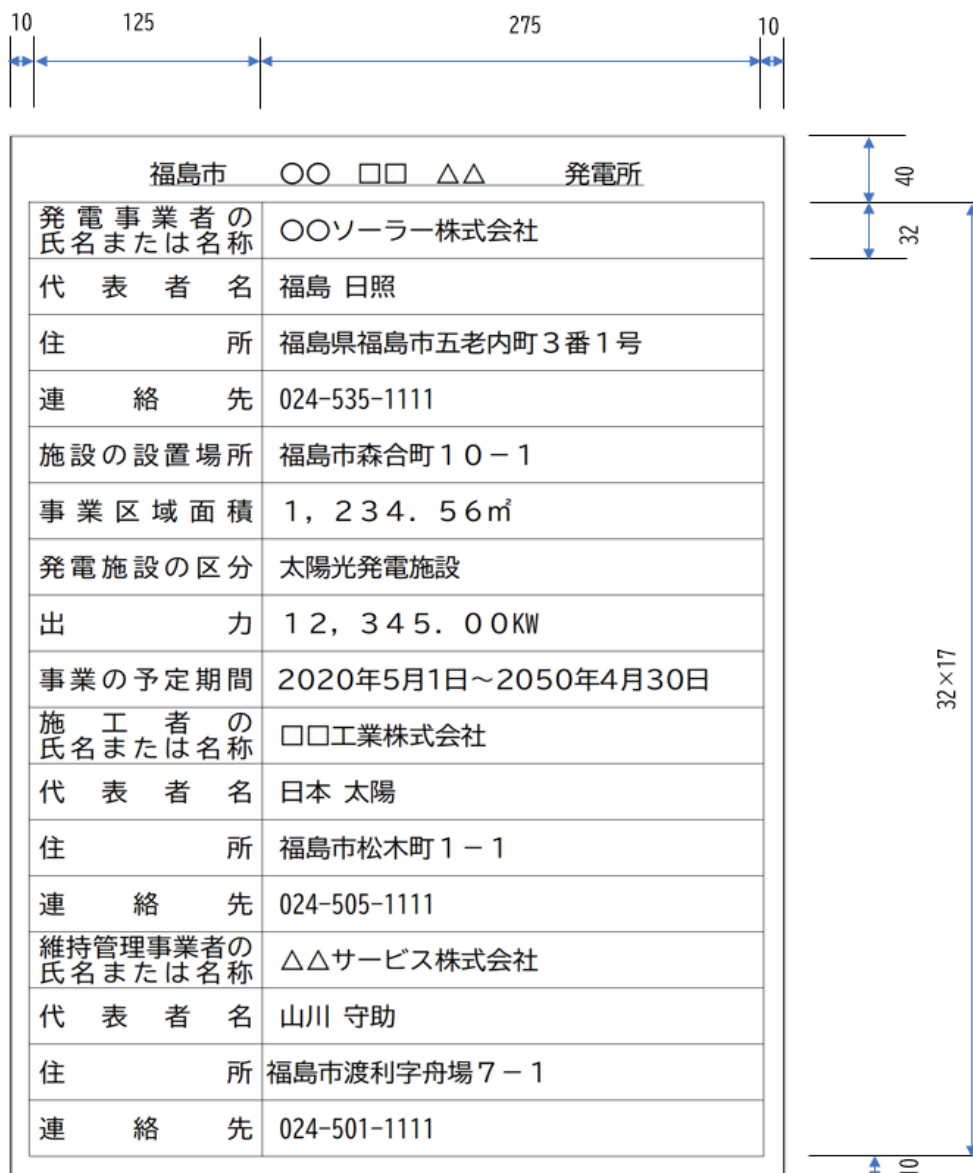 10 125 275 10
福島市 〇〇 □□ △△ 発電所
40
発電事業者の
氏名または名称
〇〇ソーラー株式会社
32
代表者名 福島 日照
住所 福島県福島市五老内町３番１号
連絡先 024-535-1111
施設の設置場所 福島市森合町１０－１
事業区域面積 １，２３４．５６㎡
発電施設の区分 太陽光発電施設
出力 １２，３４５．００KW
事業の予定期間 2020年5月1日～2050年4月30日
32×17
施工者の
氏名または名称
□□工業株式会社
代表者名 日本 太陽
住所 福島市松木町１－１
連絡先 024-505-1111
維持管理事業者の
氏名または名称
△△サービス株式会社
代表者名 山川 守助
住所 福島市渡利字舟場７－１
連絡先 024-501-1111
10